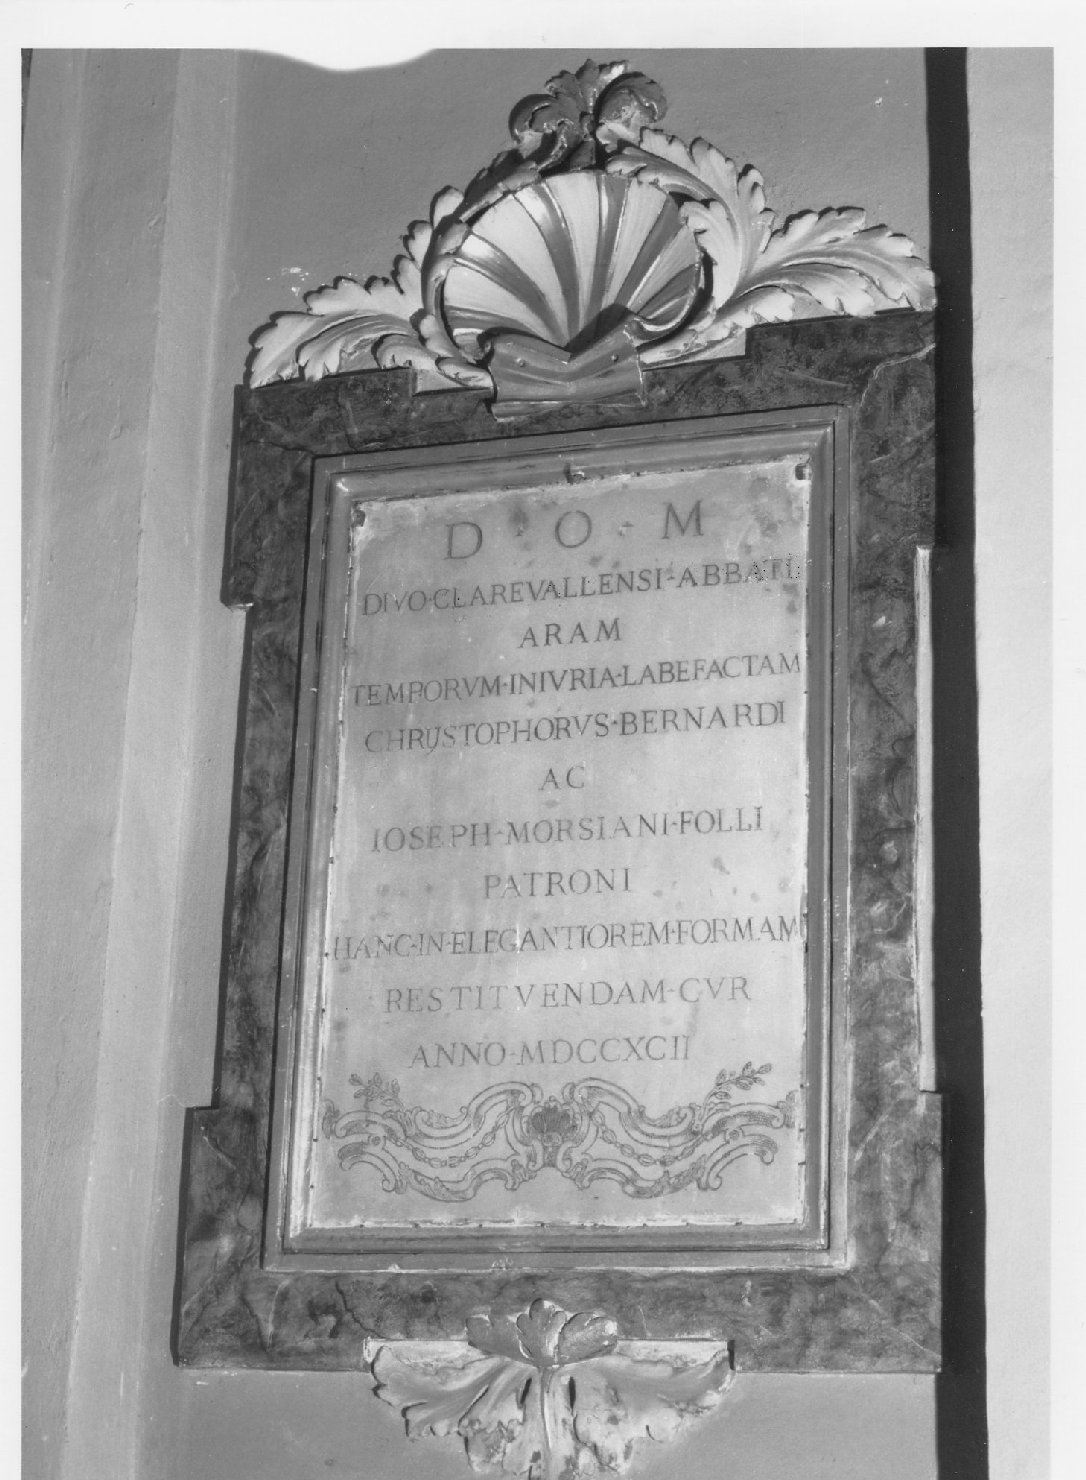 D · O · M
DIVO·CLAREVALLENSI·ABBATI
ARAM
TEMPORVM·INIVRIA·LABEFACTAM
CHRISTOPHORVS·BERNARDI
AC
IOSEPH·MORSIANI·FOLLI
PATRONI
HANC·IN·ELEGANTIOREM·FORMAM
RESTITVENDAM·CVR
ANNO·MDCCXCII